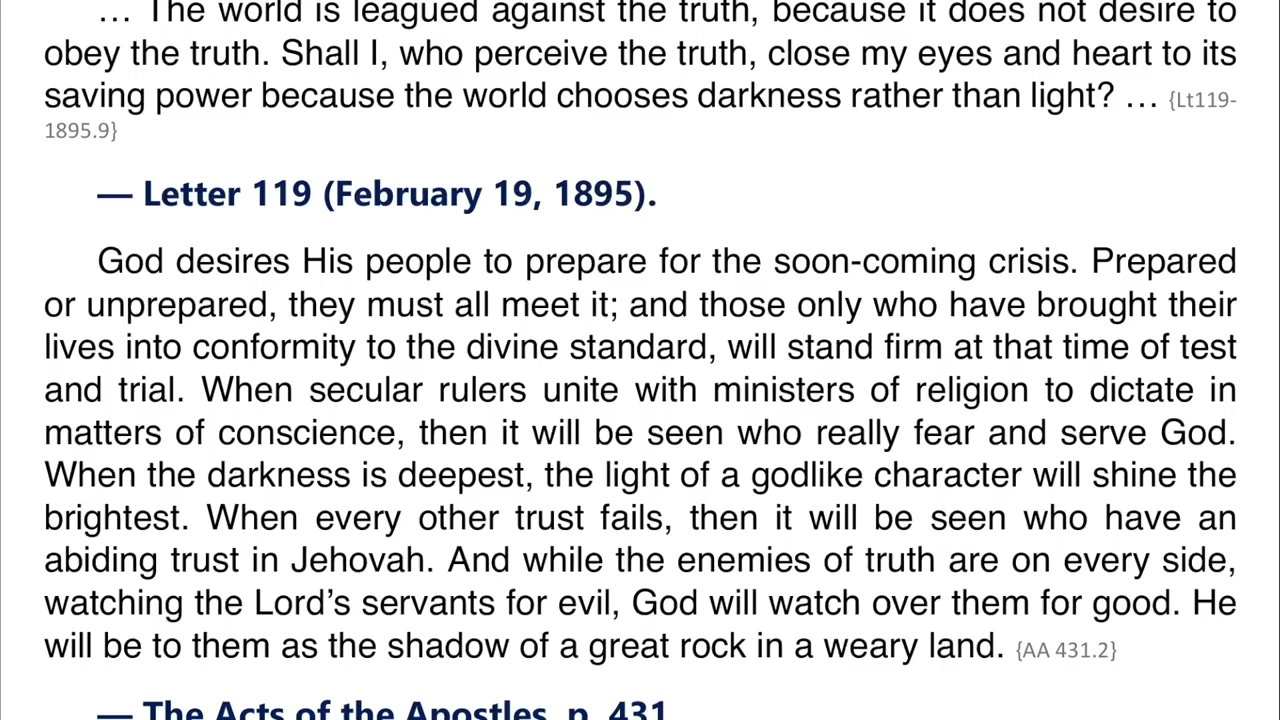 … The world is leagued against the truth, because it does not desire to
obey the truth. Shall I, who perceive the truth, close my eyes and heart to its
saving power because the world chooses darkness rather than light? … {Lt119-
1895.9}
— Letter 119 (February 19, 1895).
God desires His people to prepare for the soon-coming crisis. Prepared
or unprepared, they must all meet it; and those only who have brought their
lives into conformity to the divine standard, will stand firm at that time of test
and trial. When secular rulers unite with ministers of religion to dictate in
matters of conscience, then it will be seen who really fear and serve God.
When the darkness is deepest, the light of a godlike character will shine the
brightest. When every other trust fails, then it will be seen who have an
abiding trust in Jehovah. And while the enemies of truth are on every side,
watching the Lord’s servants for evil, God will watch over them for good. He
will be to them as the shadow of a great rock in a weary land. {AA 431.2}
— The Acts of the Apostles, p. 431